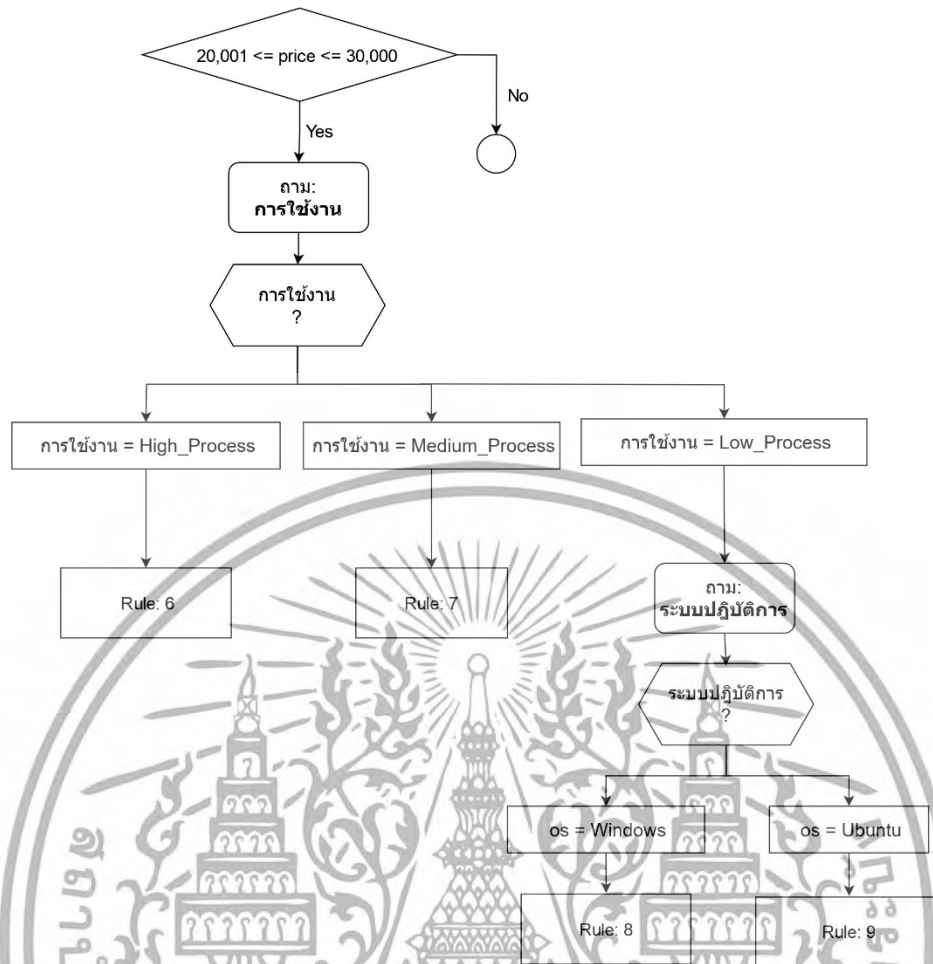 20,001 <= price <= 30,000
No
Yes
ถาม:
การใช้งาน
การใช้งาน
?
การใช้งาน = High_Process
การใช้งาน = Medium_Process
การใช้งาน = Low_Process
Rule: 6
Rule: 7
ถาม:
ระบบปฎิบัติการ
ระบบปฎิบัติการ
?
os = Windows
os = Ubuntu
Rule: 8
Rule: 9